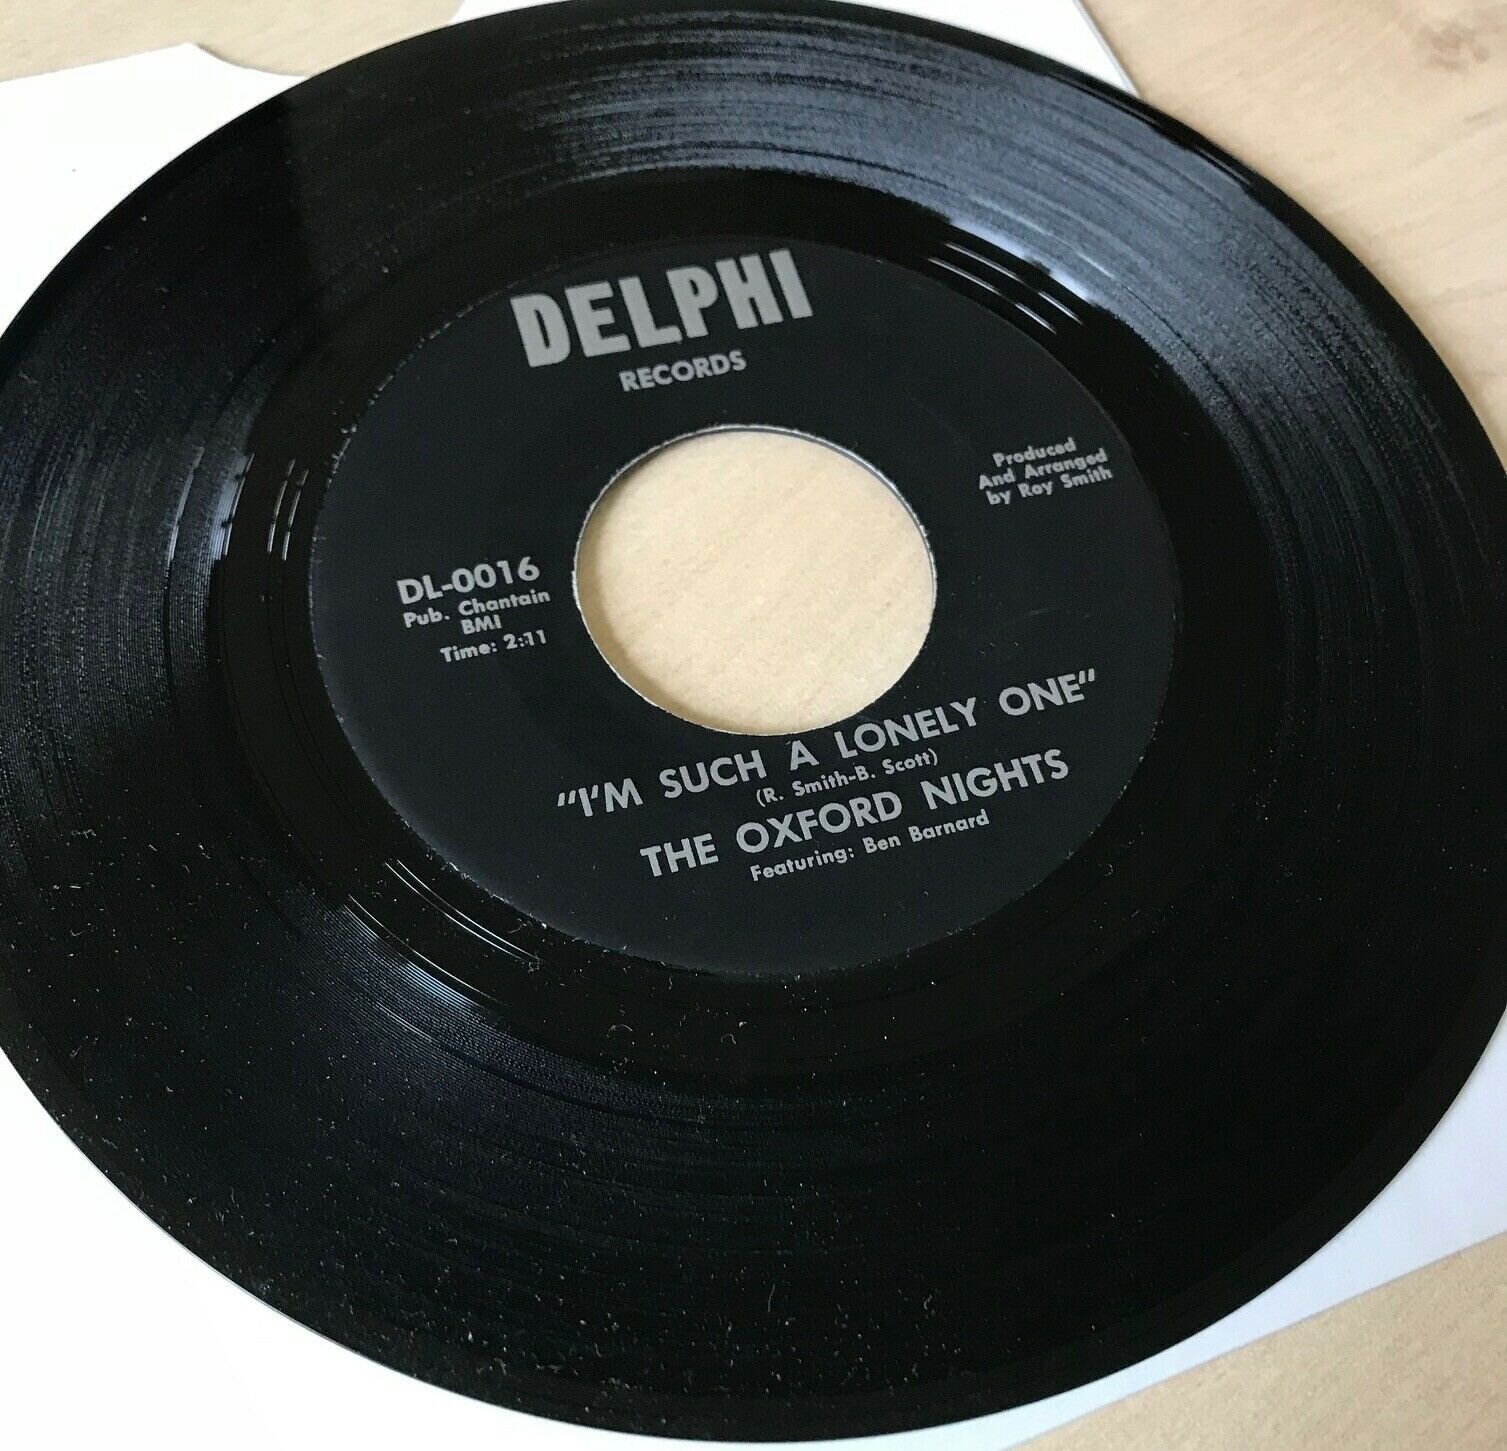 DELPHI
RECORDS
Produced
And Arranged
by Ray Smith
DL-0016
Pub. Chantain
BMI
Time: 2:11
"I'M SUCH A LONELY ONE"
(R. Smith-B. Scott)
THE OXFORD NIGHTS
Featuring: Ben Barnard